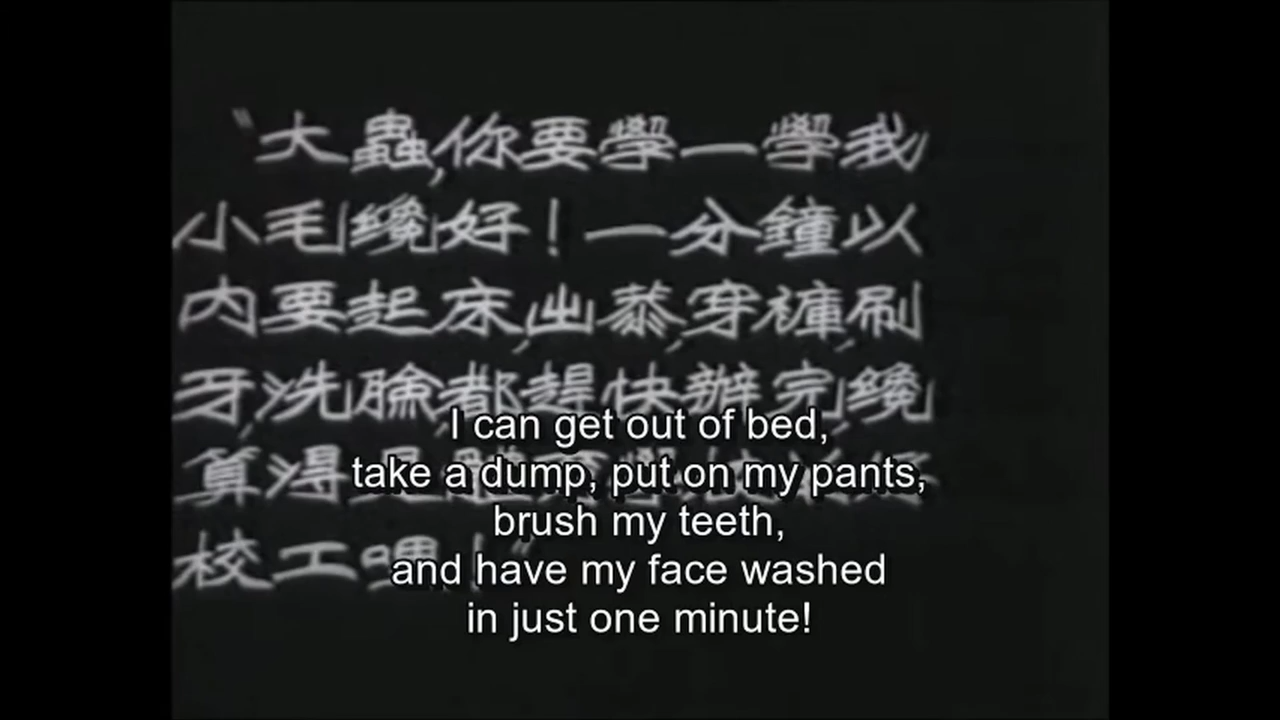 “大蟲,你要學一學我
小毛纔好!一分鐘以
內要起床,出恭,穿褲,刷
牙,洗臉,都趕快辦完,纔
算得
校工哩!”
I can get out of bed,
take a dump, put on my pants,
brush my teeth,
and have my face washed
in just one minute!